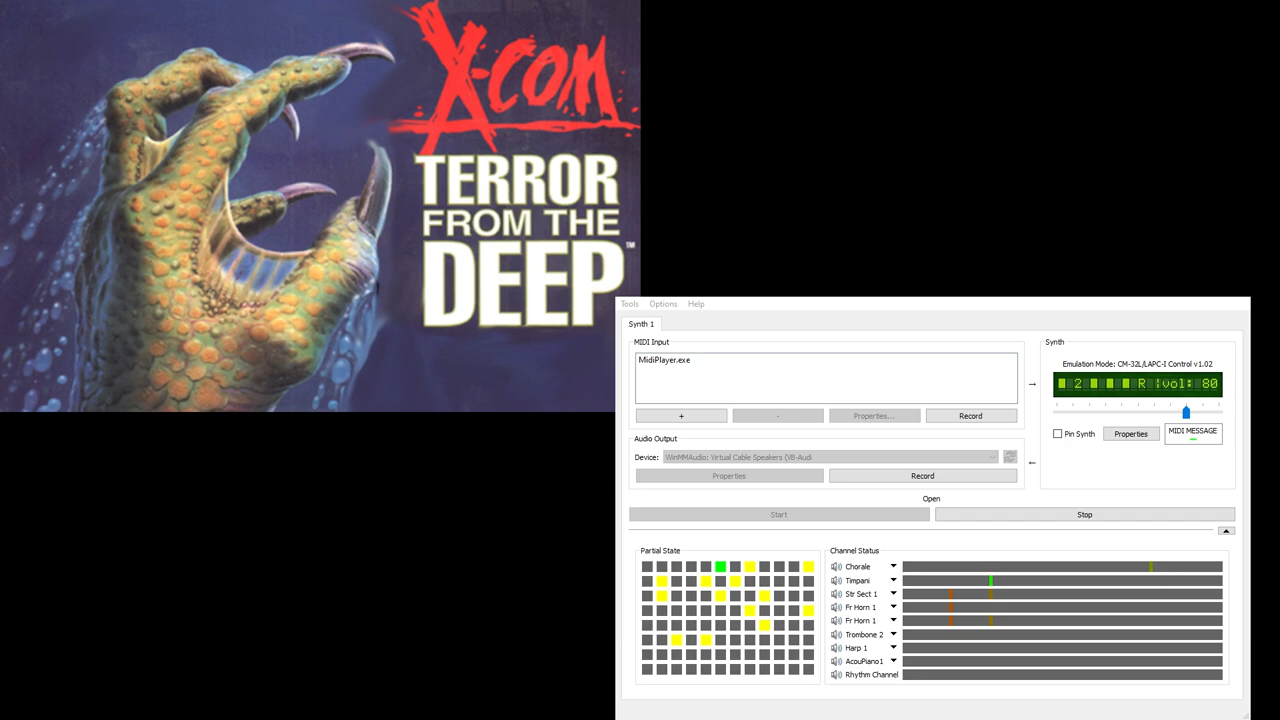 X-COM
TERROR
FROM THE
DEEP™
Tools Options Help
Synth 1
MIDI Input
MidiPlayer.exe
+ - Properties... Record
Audio Output
Device: WinMMAudio: Virtual Cable Speakers (VB-Audi
Properties Record
Synth
Emulation Mode: CM-32L/LAPC-I Control v1.02
2 R |vol: 80
Pin Synth Properties MIDI MESSAGE
Open
Start Stop
Partial State
Channel Status
Chorale
Timpani
Str Sect 1
Fr Horn 1
Fr Horn 1
Trombone 2
Harp 1
AcouPiano1
Rhythm Channel